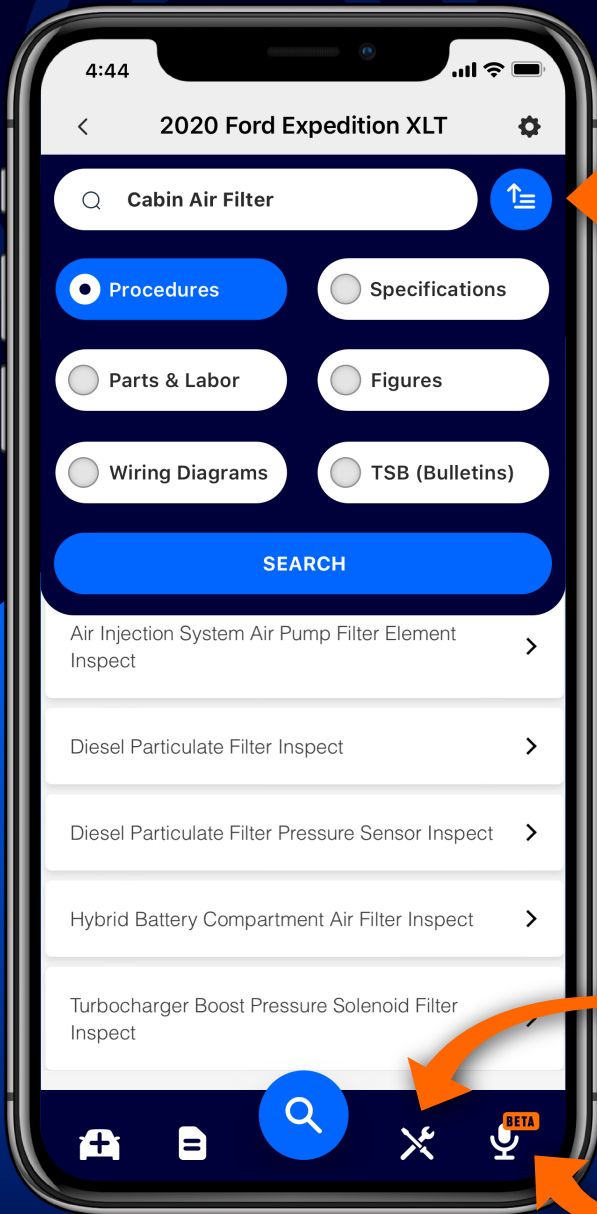 4:44
2020 Ford Expedition XLT
Cabin Air Filter
Procedures
Specifications
Parts & Labor
Figures
Wiring Diagrams
TSB (Bulletins)
SEARCH
Air Injection System Air Pump Filter Element
Inspect
Diesel Particulate Filter Inspect
Diesel Particulate Filter Pressure Sensor Inspect
Hybrid Battery Compartment Air Filter Inspect
Turbocharger Boost Pressure Solenoid Filter
Inspect
BETA